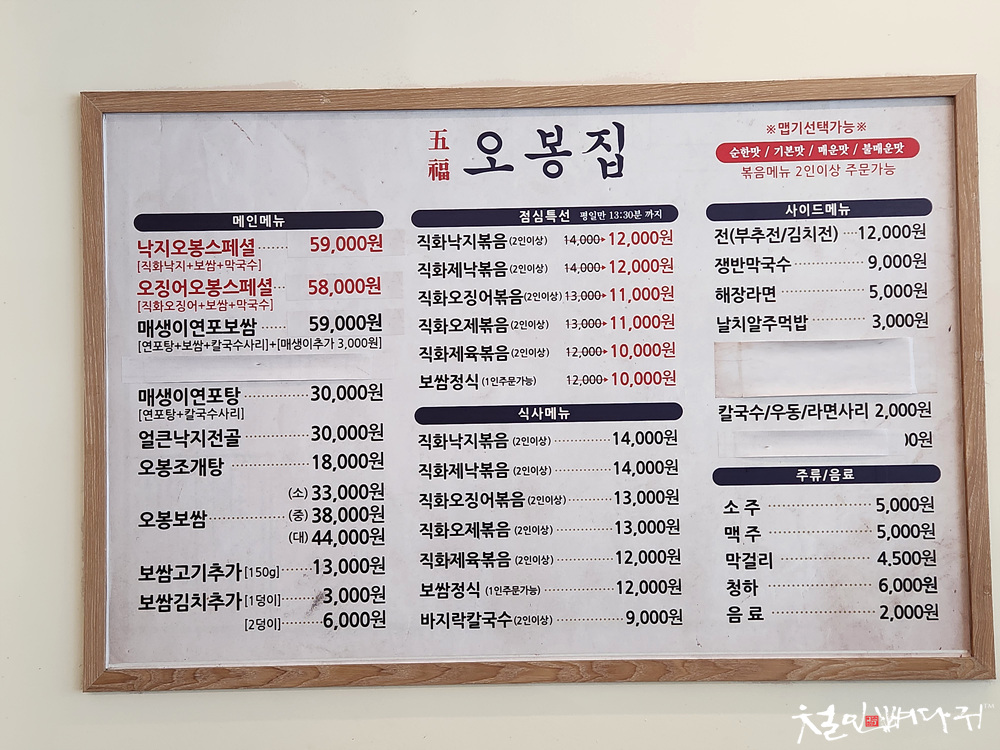 五福 오봉집
※맵기선택가능※
순한맛 / 기본맛 / 매운맛 / 불매운맛
볶음메뉴 2인이상 주문가능
메인메뉴
낙지오봉스페셜 59,000원
[직화낙지+보쌈+막국수]
오징어오봉스페셜 58,000원
[직화오징어+보쌈+막국수]
매생이연포보쌈 59,000원
[연포탕+보쌈+칼국수사리]+[매생이추가 3,000원]
매생이연포탕 30,000원
[연포탕+칼국수사리]
얼큰낙지전골 30,000원
오봉조개탕 18,000원
(소) 33,000원
오봉보쌈 (중) 38,000원
(대) 44,000원
보쌈고기추가 [150g] 13,000원
보쌈김치추가 [1덩이] 3,000원
[2덩이] 6,000원
점심특선 평일만 13:30분 까지
직화낙지볶음 (2인이상) 14,000 12,000원
직화제낙볶음 (2인이상) 14,000 12,000원
직화오징어볶음 (2인이상) 13,000 11,000원
직화오제볶음 (2인이상) 13,000 11,000원
직화제육볶음 (2인이상) 12,000 10,000원
보쌈정식 (1인주문가능) 12,000 10,000원
식사메뉴
직화낙지볶음 (2인이상) 14,000원
직화제낙볶음 (2인이상) 14,000원
직화오징어볶음 (2인이상) 13,000원
직화오제볶음 (2인이상) 13,000원
직화제육볶음 (2인이상) 12,000원
보쌈정식 (1인주문가능) 12,000원
바지락칼국수 (2인이상) 9,000원
사이드메뉴
전(부추전/김치전) 12,000원
쟁반막국수 9,000원
해장라면 5,000원
날치알주먹밥 3,000원
칼국수/우동/라면사리 2,000원
00원
주류/음료
소 주 5,000원
맥 주 5,000원
막걸리 4.500원
청하 6,000원
음 료 2,000원
철인뼈다귀™